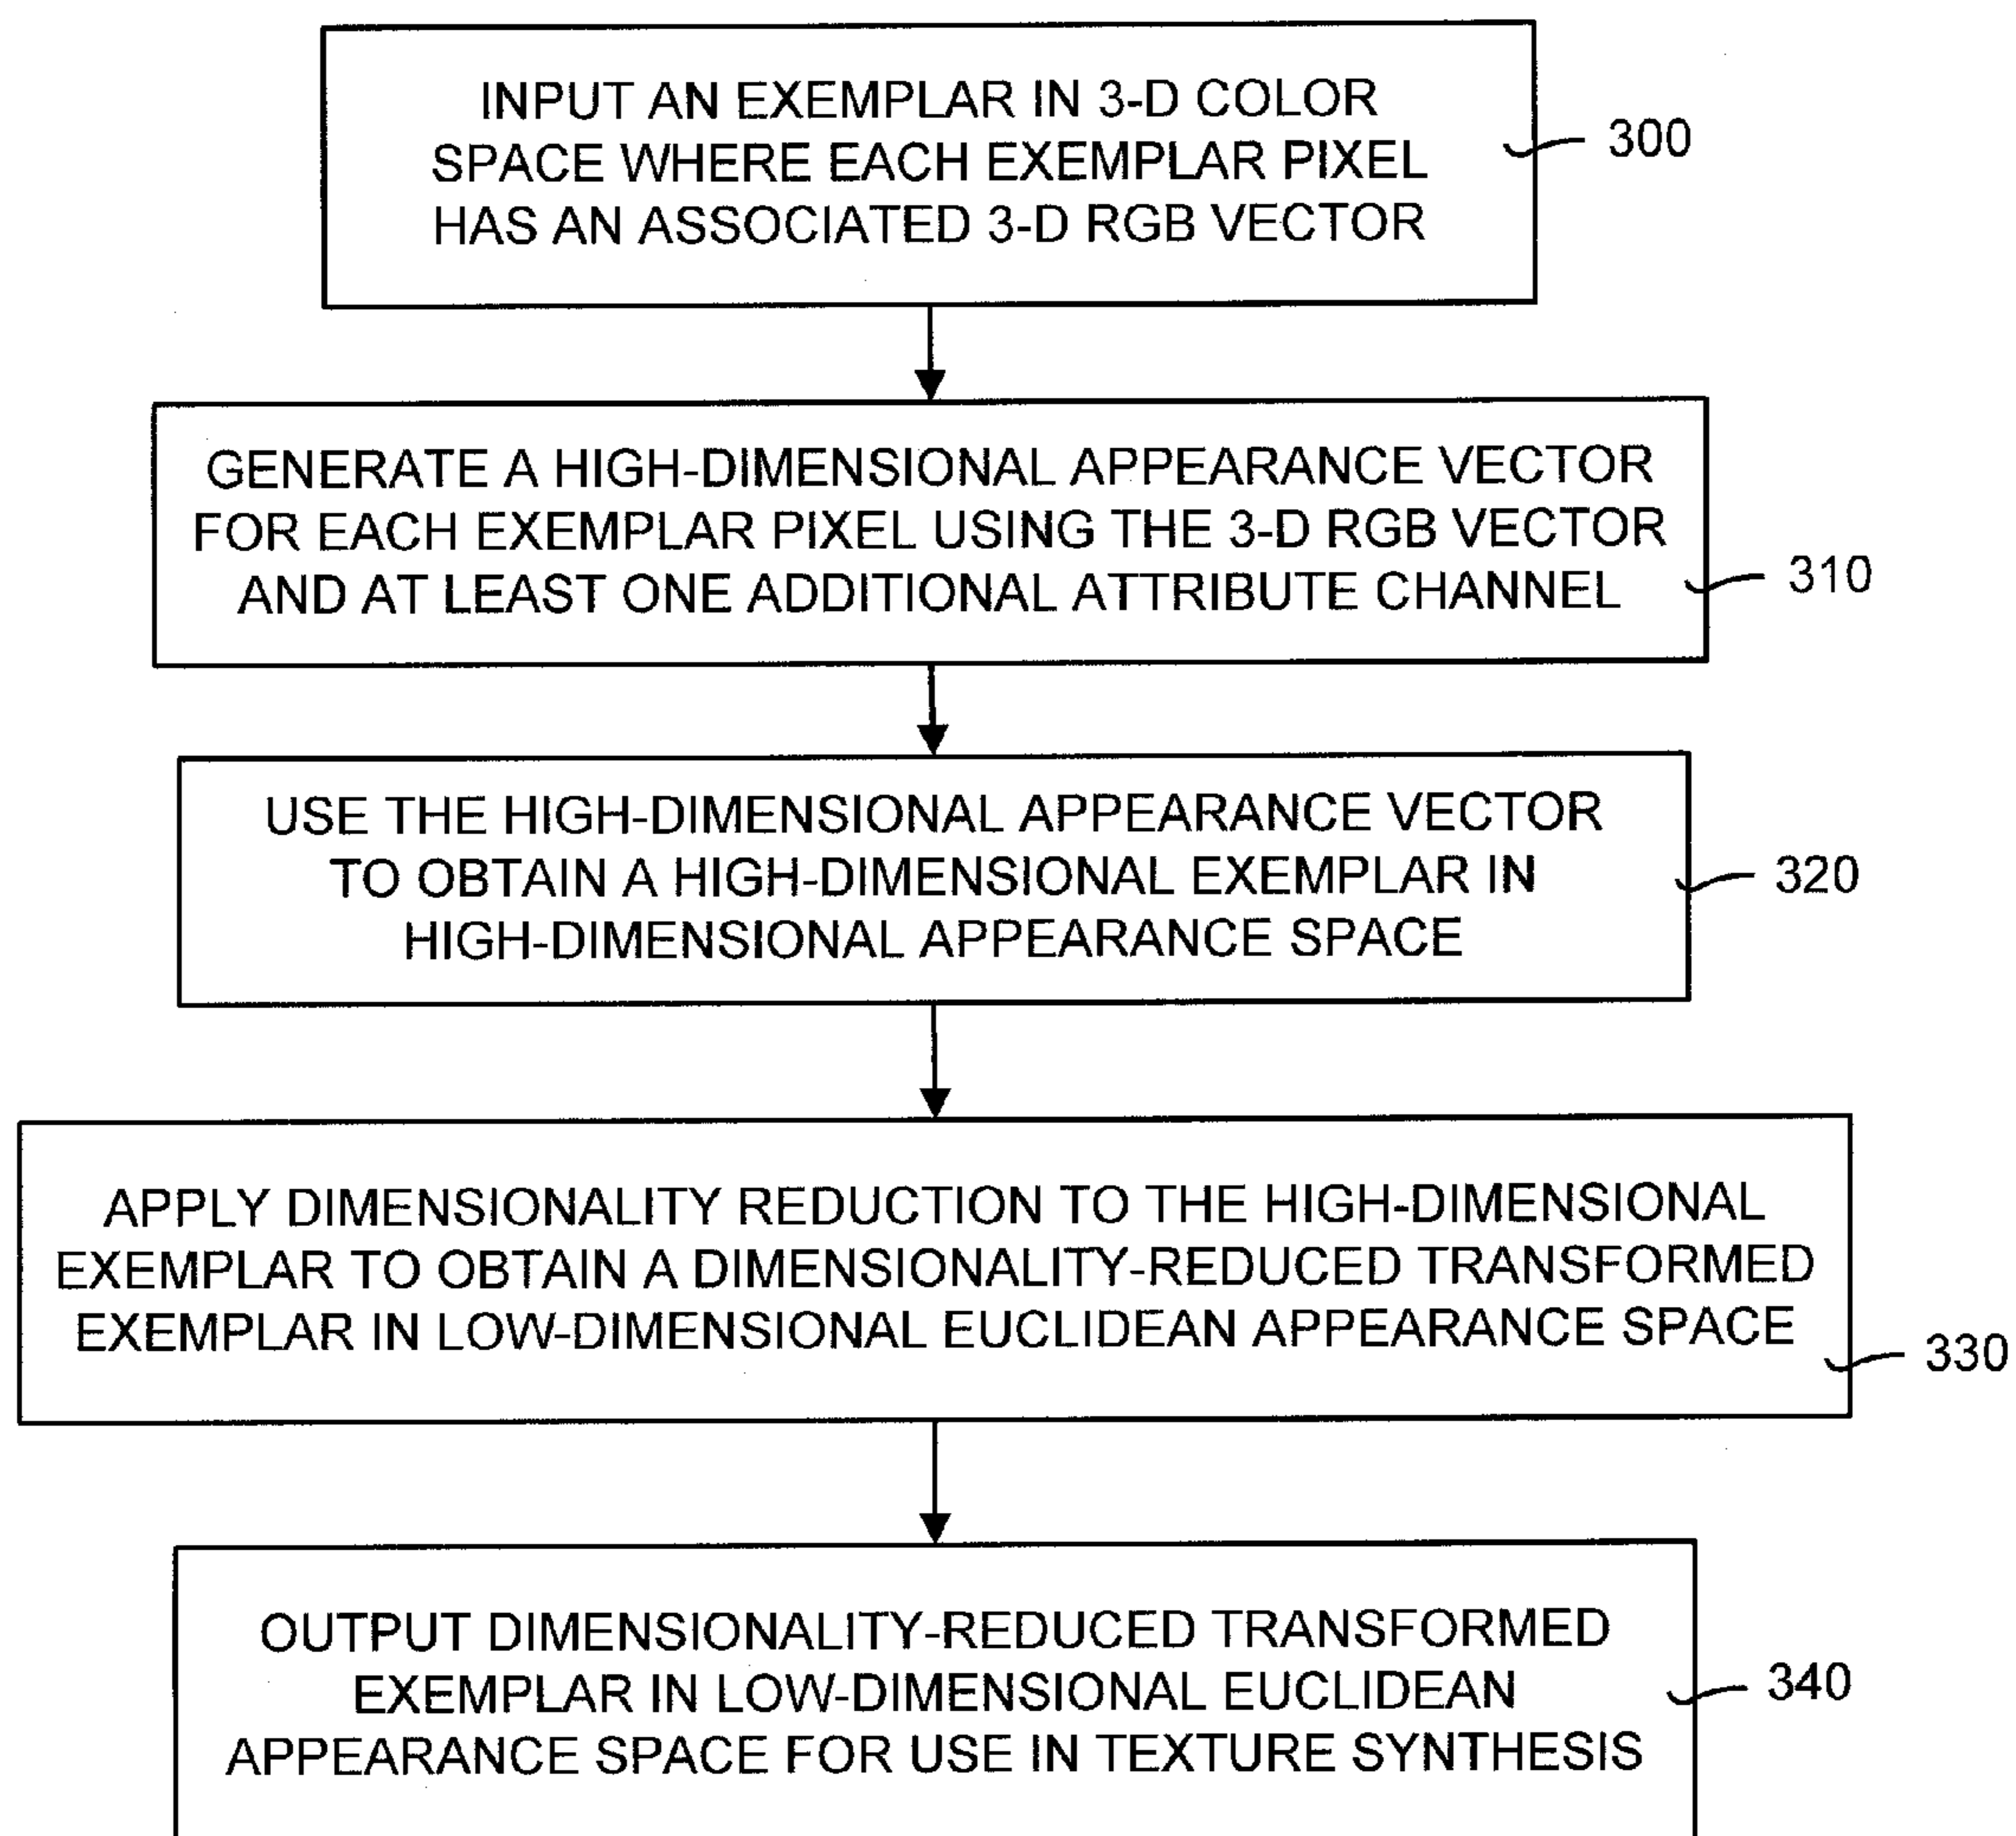 INPUT AN EXEMPLAR IN 3-D COLOR
SPACE WHERE EACH EXEMPLAR PIXEL
HAS AN ASSOCIATED 3-D RGB VECTOR
300
GENERATE A HIGH-DIMENSIONAL APPEARANCE VECTOR
FOR EACH EXEMPLAR PIXEL USING THE 3-D RGB VECTOR
AND AT LEAST ONE ADDITIONAL ATTRIBUTE CHANNEL
310
USE THE HIGH-DIMENSIONAL APPEARANCE VECTOR
TO OBTAIN A HIGH-DIMENSIONAL EXEMPLAR IN
HIGH-DIMENSIONAL APPEARANCE SPACE
320
APPLY DIMENSIONALITY REDUCTION TO THE HIGH-DIMENSIONAL
EXEMPLAR TO OBTAIN A DIMENSIONALITY-REDUCED TRANSFORMED
EXEMPLAR IN LOW-DIMENSIONAL EUCLIDEAN APPEARANCE SPACE
330
OUTPUT DIMENSIONALITY-REDUCED TRANSFORMED
EXEMPLAR IN LOW-DIMENSIONAL EUCLIDEAN
APPEARANCE SPACE FOR USE IN TEXTURE SYNTHESIS
340